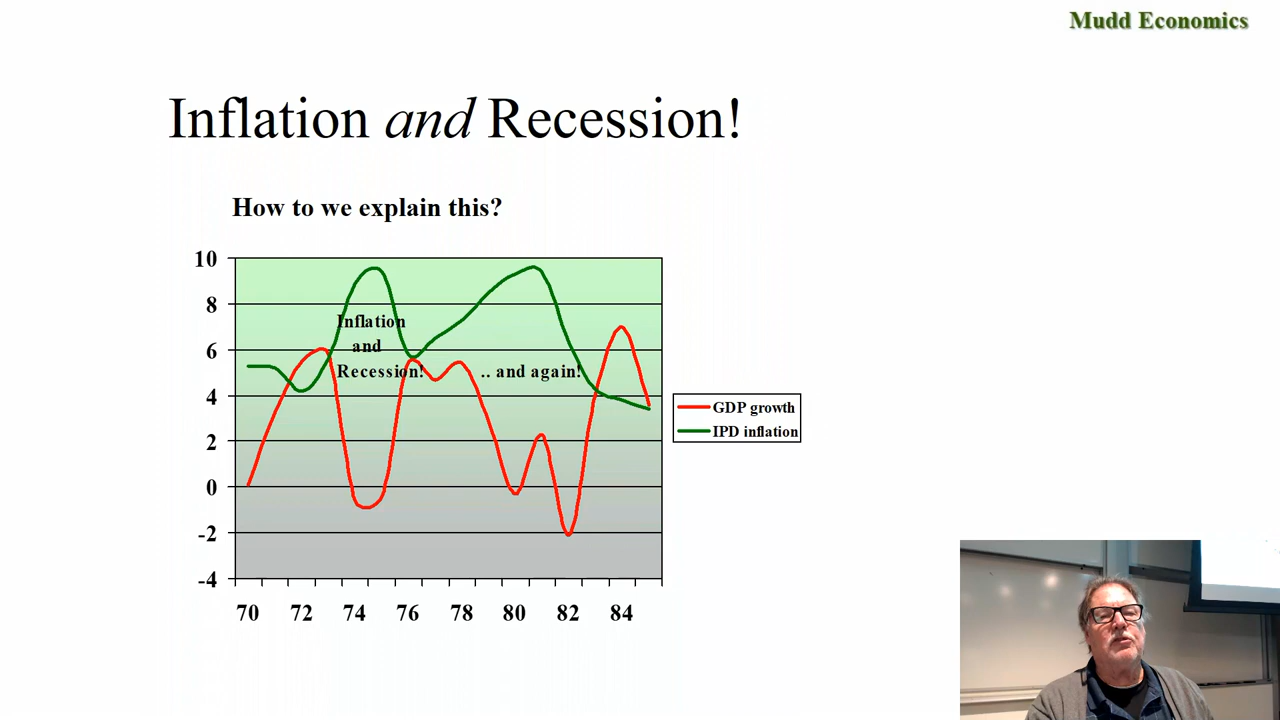 Mudd Economics
Inflation and Recession!
How to we explain this?
10
8
6
4
2
0
-2
-4
Inflation
and
Recession!
.. and again!
GDP growth
IPD inflation
70 72 74 76 78 80 82 84